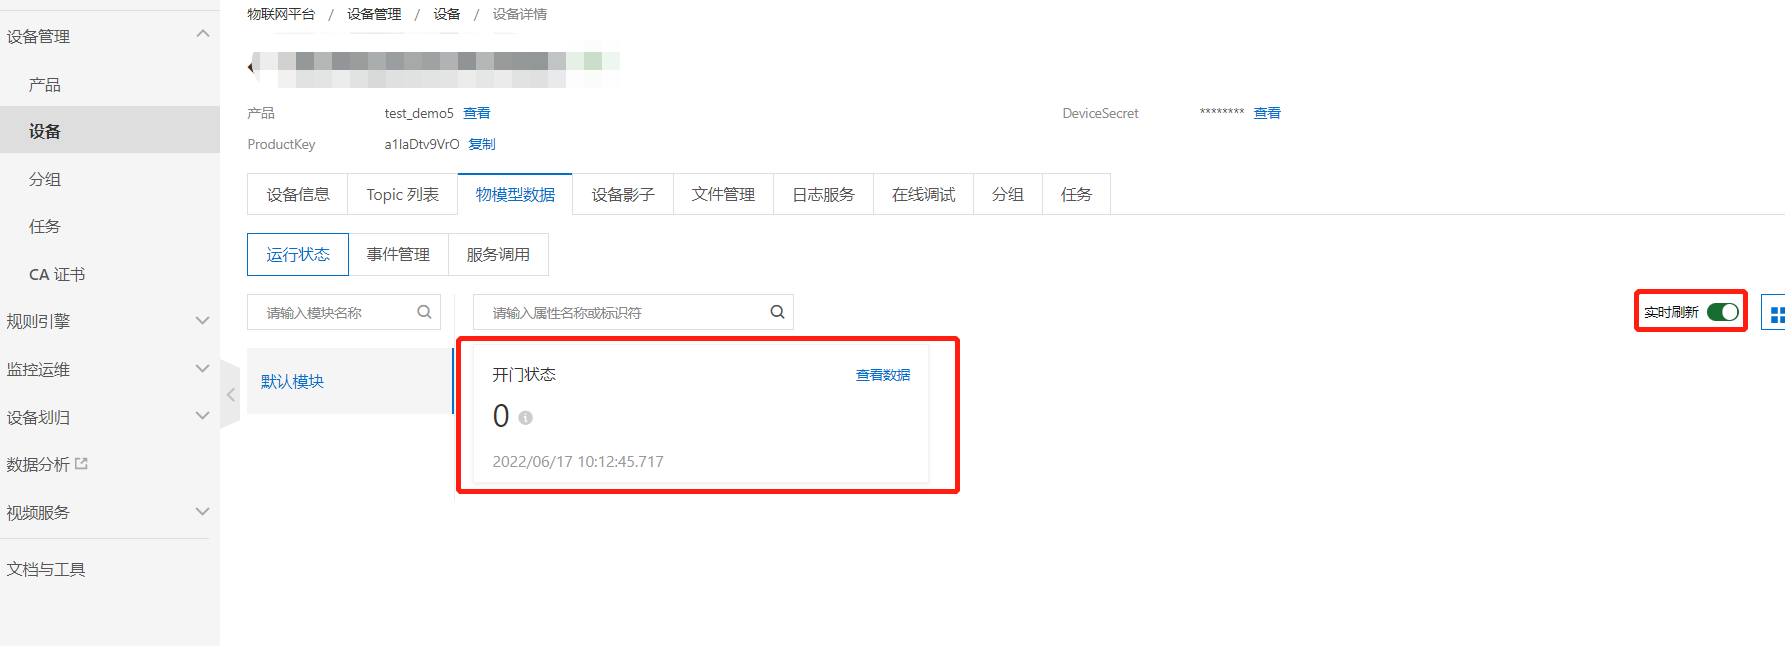 物联网平台 / 设备管理 / 设备 / 设备详情
设备管理
产品
设备
分组
任务
CA 证书
规则引擎
监控运维
设备划归
数据分析
视频服务
文档与工具
产品 test_demo5 查看
DeviceSecret ******** 查看
ProductKey a1IaDtv9VrO 复制
设备信息 Topic 列表 物模型数据 设备影子 文件管理 日志服务 在线调试 分组 任务
运行状态 事件管理 服务调用
请输入模块名称 请输入属性名称或标识符
实时刷新
默认模块
开门状态 查看数据
0
2022/06/17 10:12:45.717